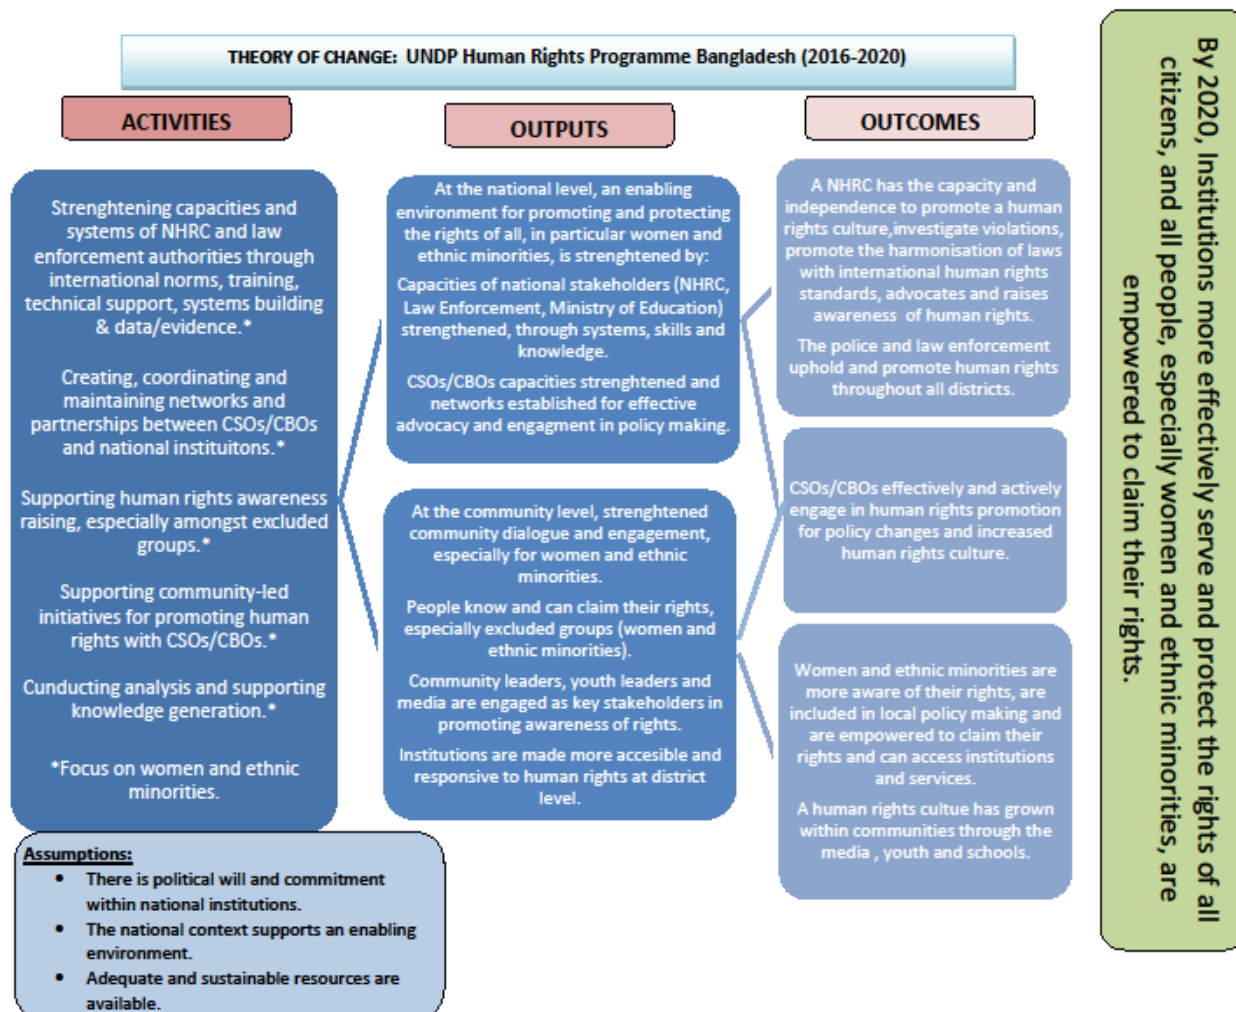 THEORY OF CHANGE: UNDP Human Rights Programme Bangladesh (2016-2020)
ACTIVITIES
Strenghtening capacities and
systems of NHRC and law
enforcement authorities through
international norms, training,
technical support, systems building
& data/evidence.*
Creating, coordinating and
maintaining networks and
partnerships between CSOs/CBOs
and national instituitons.*
Supporting human rights awareness
raising, especially amongst excluded
groups.*
Supporting community-led
initiatives for promoting human
rights with CSOs/CBOs.*
Cunducting analysis and supporting
knowledge generation.*
*Focus on women and ethnic
minorities.
Assumptions:
• There is political will and commitment
within national institutions.
• The national context supports an enabling
environment.
• Adequate and sustainable resources are
available.
OUTPUTS
At the national level, an enabling
environment for promoting and protecting
the rights of all, in particular women and
ethnic minorities, is strenghtened by:
Capacities of national stakeholders (NHRC,
Law Enforcement, Ministry of Education)
strengthened, through systems, skills and
knowledge.
CSOs/CBOs capacities strenghtened and
networks established for effective
advocacy and engagment in policy making.
At the community level, strenghtened
community dialogue and engagement,
especially for women and ethnic
minorities.
People know and can claim their rights,
especially excluded groups (women and
ethnic minorities).
Community leaders, youth leaders and
media are engaged as key stakeholders in
promoting awareness of rights.
Institutions are made more accesible and
responsive to human rights at district
level.
OUTCOMES
A NHRC has the capacity and
independence to promote a human
rights culture,investigate violations,
promote the harmonisation of laws
with international human rights
standards, advocates and raises
awareness of human rights.
The police and law enforcement
uphold and promote human rights
throughout all districts.
CSOs/CBOs effectively and actively
engage in human rights promotion
for policy changes and increased
human rights culture.
Women and ethnic minorities are
more aware of their rights, are
included in local policy making and
are empowered to claim their
rights and can access institutions
and services.
A human rights cultue has grown
within communities through the
media , youth and schools.
By 2020, Institutions more effectively serve and protect the rights of all
citizens, and all people, especially women and ethnic minorities, are
empowered to claim their rights.